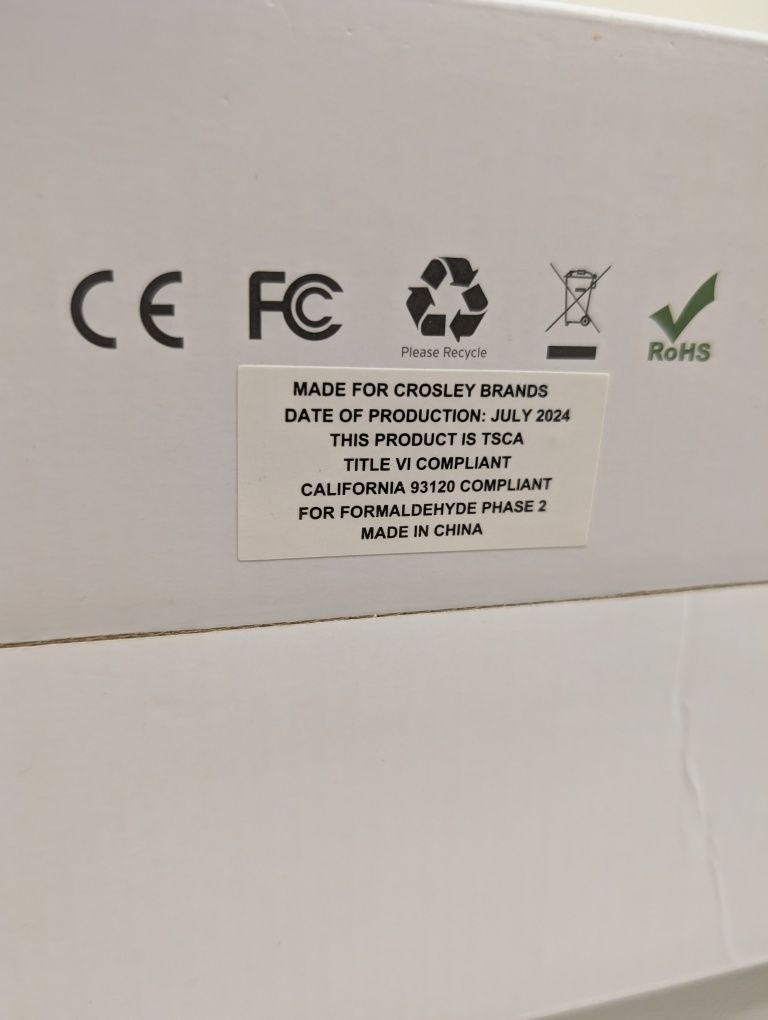 CE FC
Please Recycle
RoHS
MADE FOR CROSLEY BRANDS
DATE OF PRODUCTION: JULY 2024
THIS PRODUCT IS TSCA
TITLE VI COMPLIANT
CALIFORNIA 93120 COMPLIANT
FOR FORMALDEHYDE PHASE 2
MADE IN CHINA